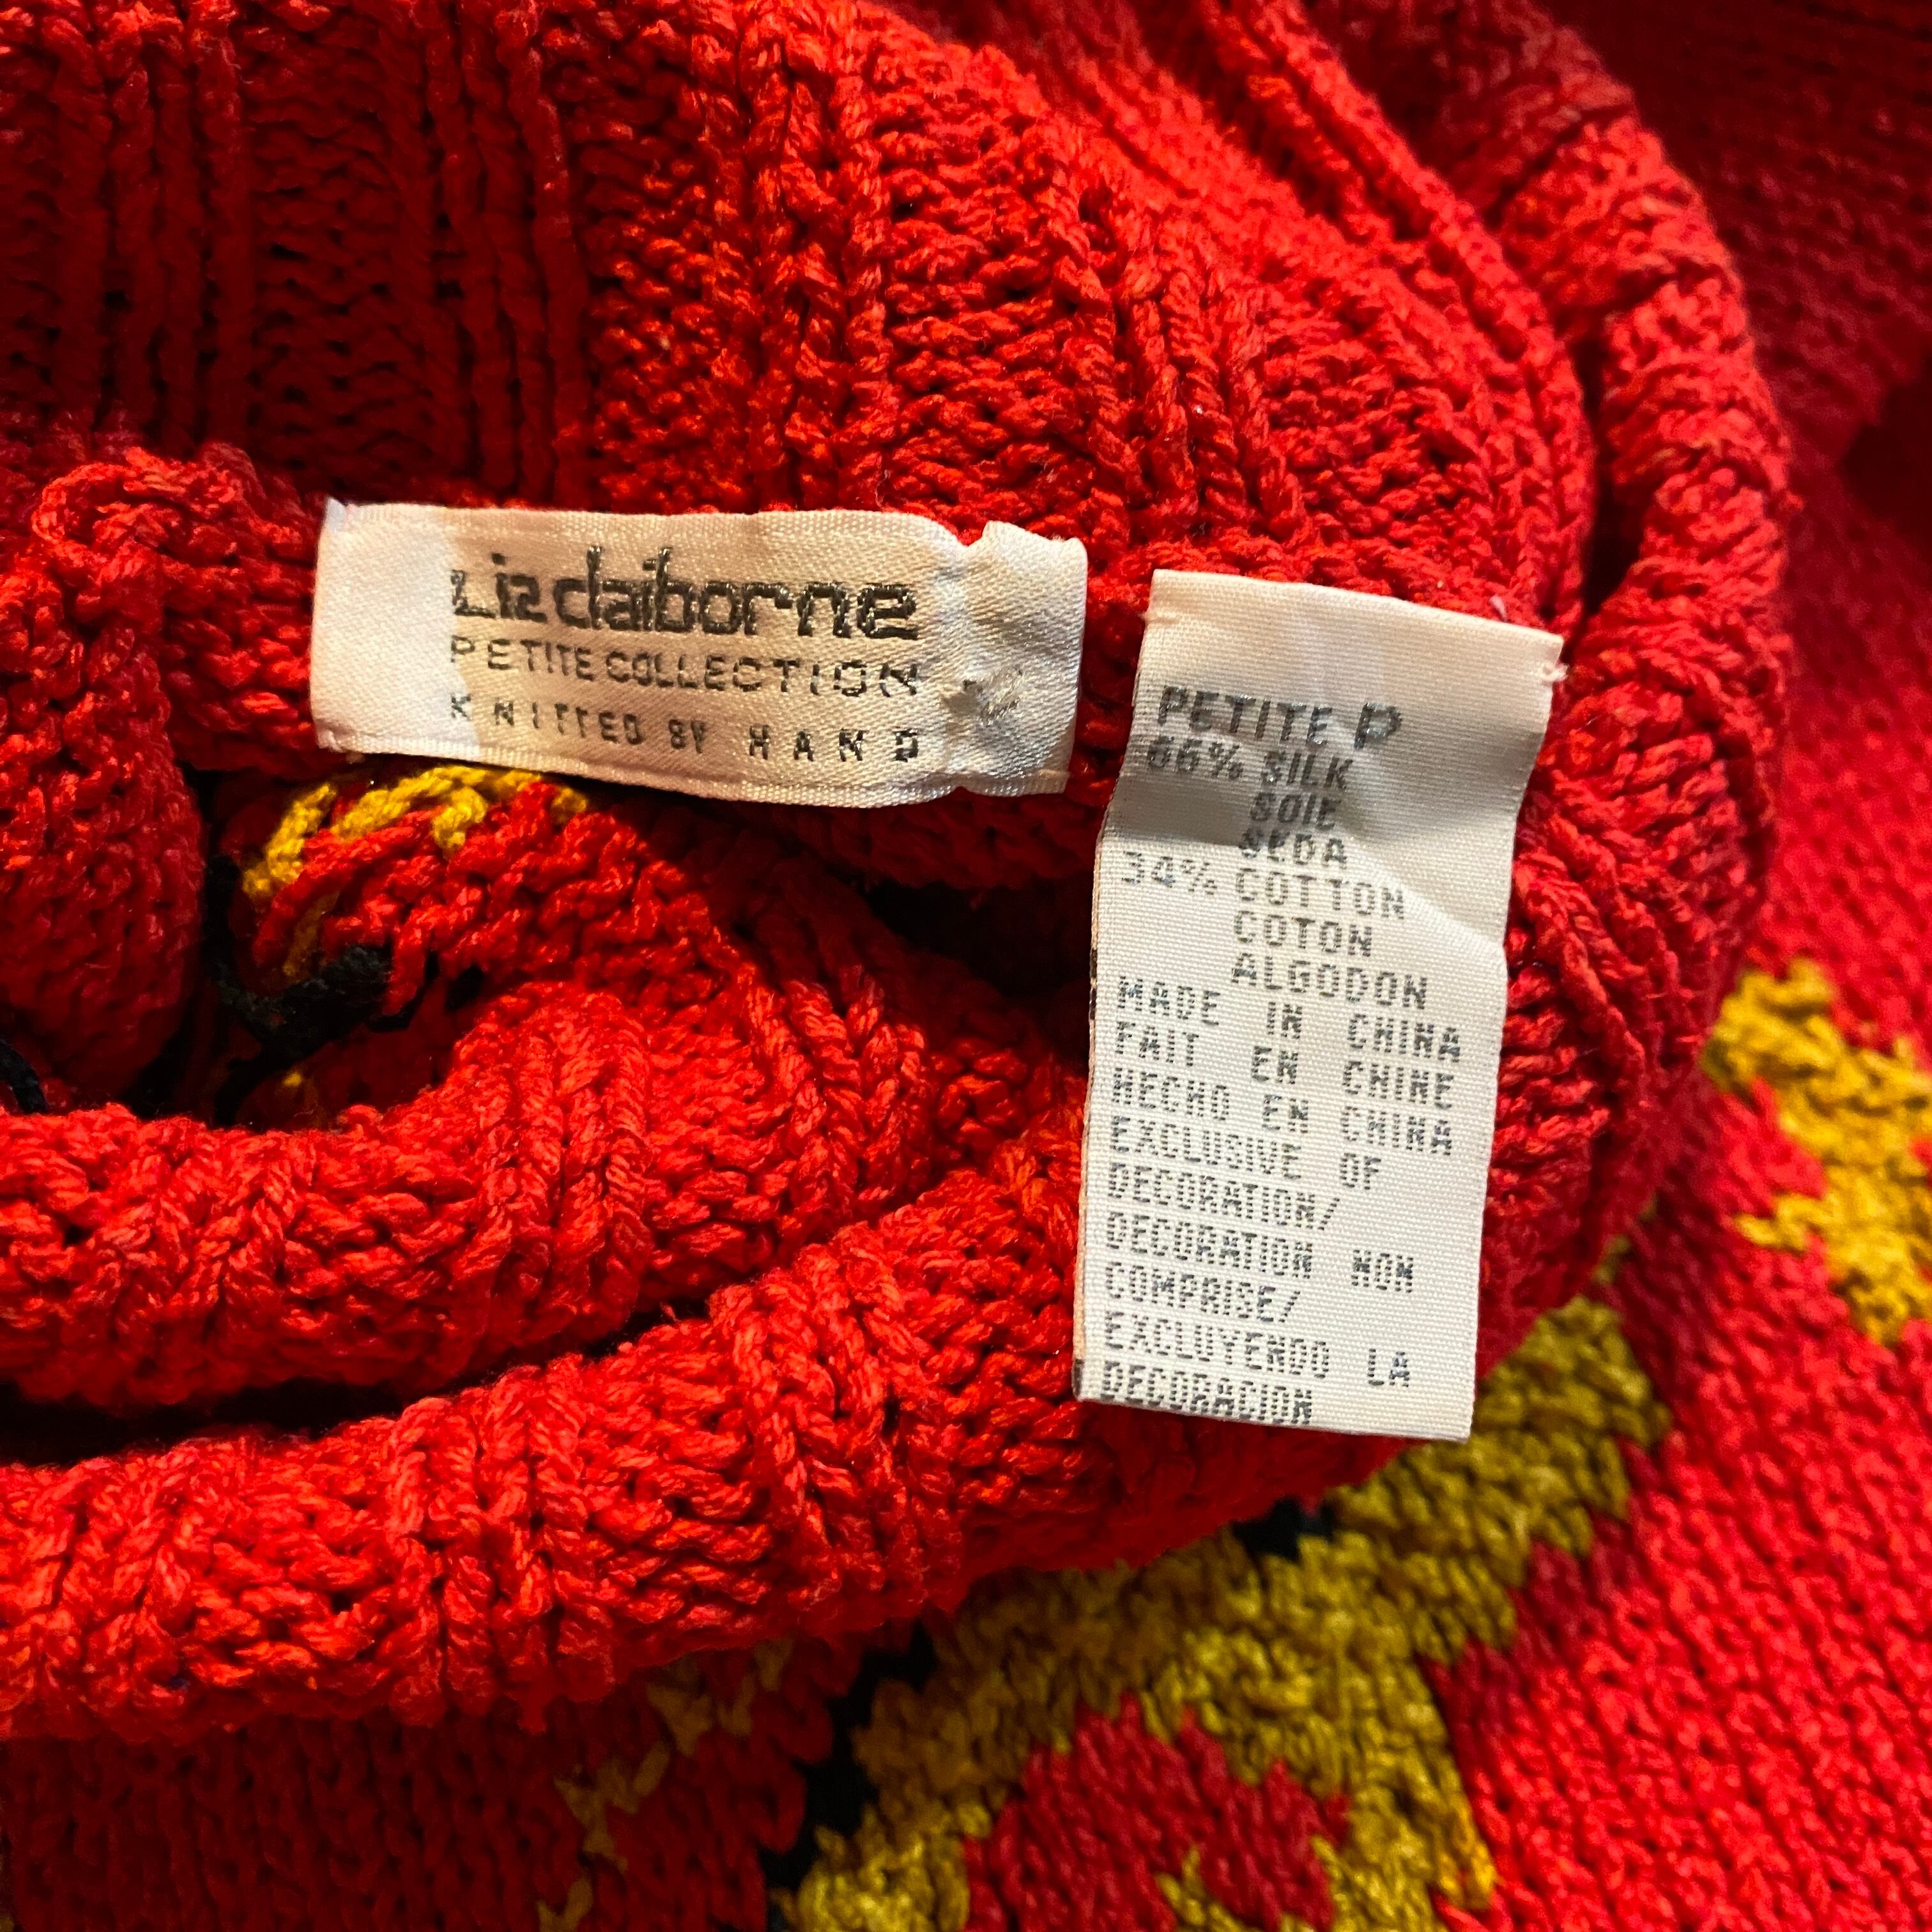 Liz claiborne
PETITE COLLECTION
KNITTED BY HAND
PETITE P
66% SILK
SOIE
SEDA
34% COTTON
COTON
ALGODON
MADE IN CHINA
FAIT EN CHINE
HECHO EN CHINA
EXCLUSIVE OF
DECORATION/
DECORATION NON
COMPRISE/
EXCLUYENDO LA
DECORACION